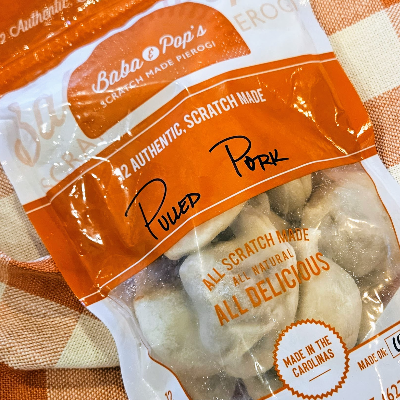 Baba & Pop's
SCRATCH MADE PIEROGI
12 AUTHENTIC, SCRATCH MADE
PULLED PORK
ALL SCRATCH MADE
ALL NATURAL
ALL DELICIOUS
MADE IN THE
CAROLINAS
MADE ON: